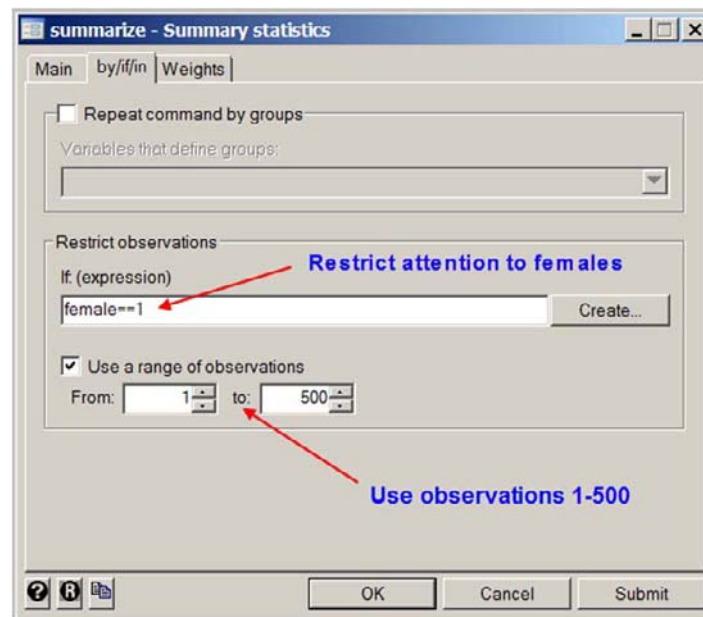 summarize - Summary statistics
Main by/if/in Weights
Repeat command by groups
Variables that define groups:
Restrict observations
Restrict attention to females
If: (expression)
female==1
Create...
Use a range of observations
From: 1 to: 500
Use observations 1-500
? R
OK Cancel Submit